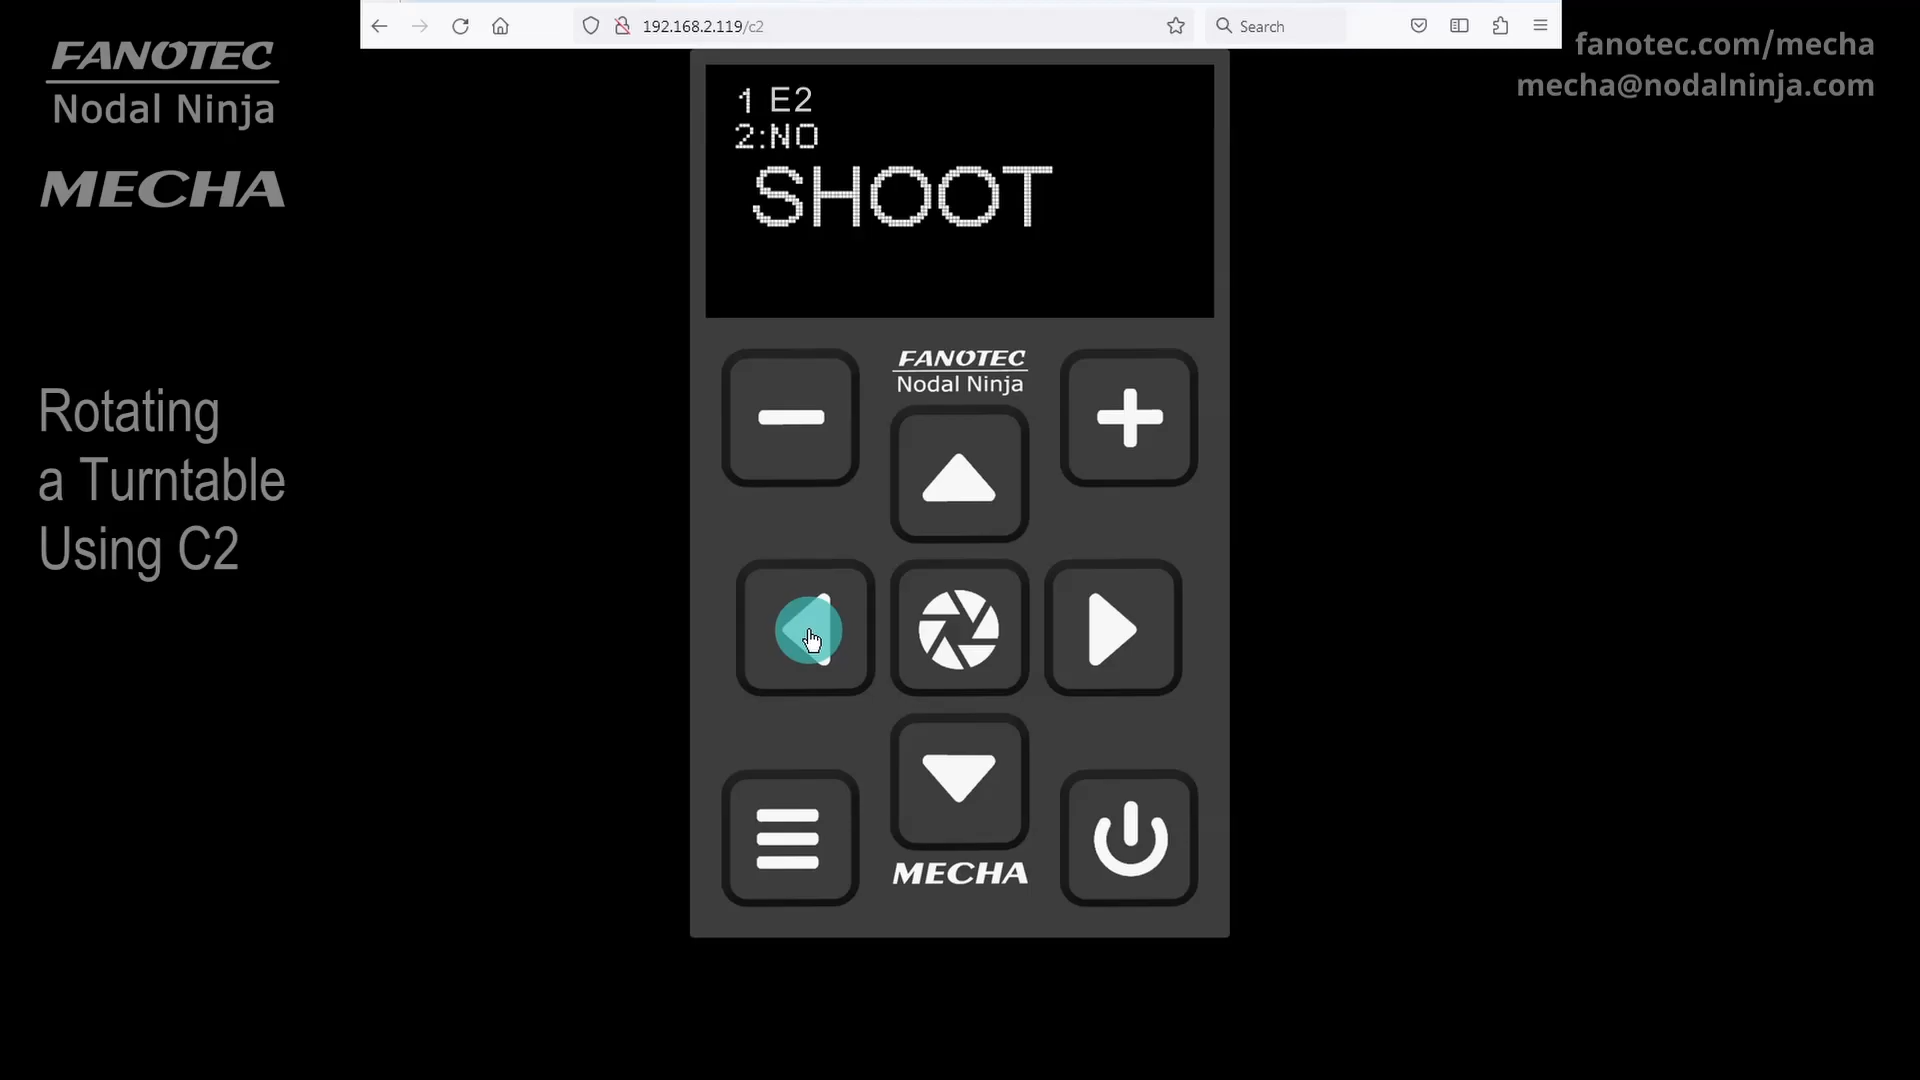 FANOTEC
Nodal Ninja
MECHA
Rotating
a Turntable
Using C2
192.168.2.119/c2
Search
fanotec.com/mecha
mecha@nodalninja.com
1 E2
2:NO
SHOOT
FANOTEC
Nodal Ninja
MECHA